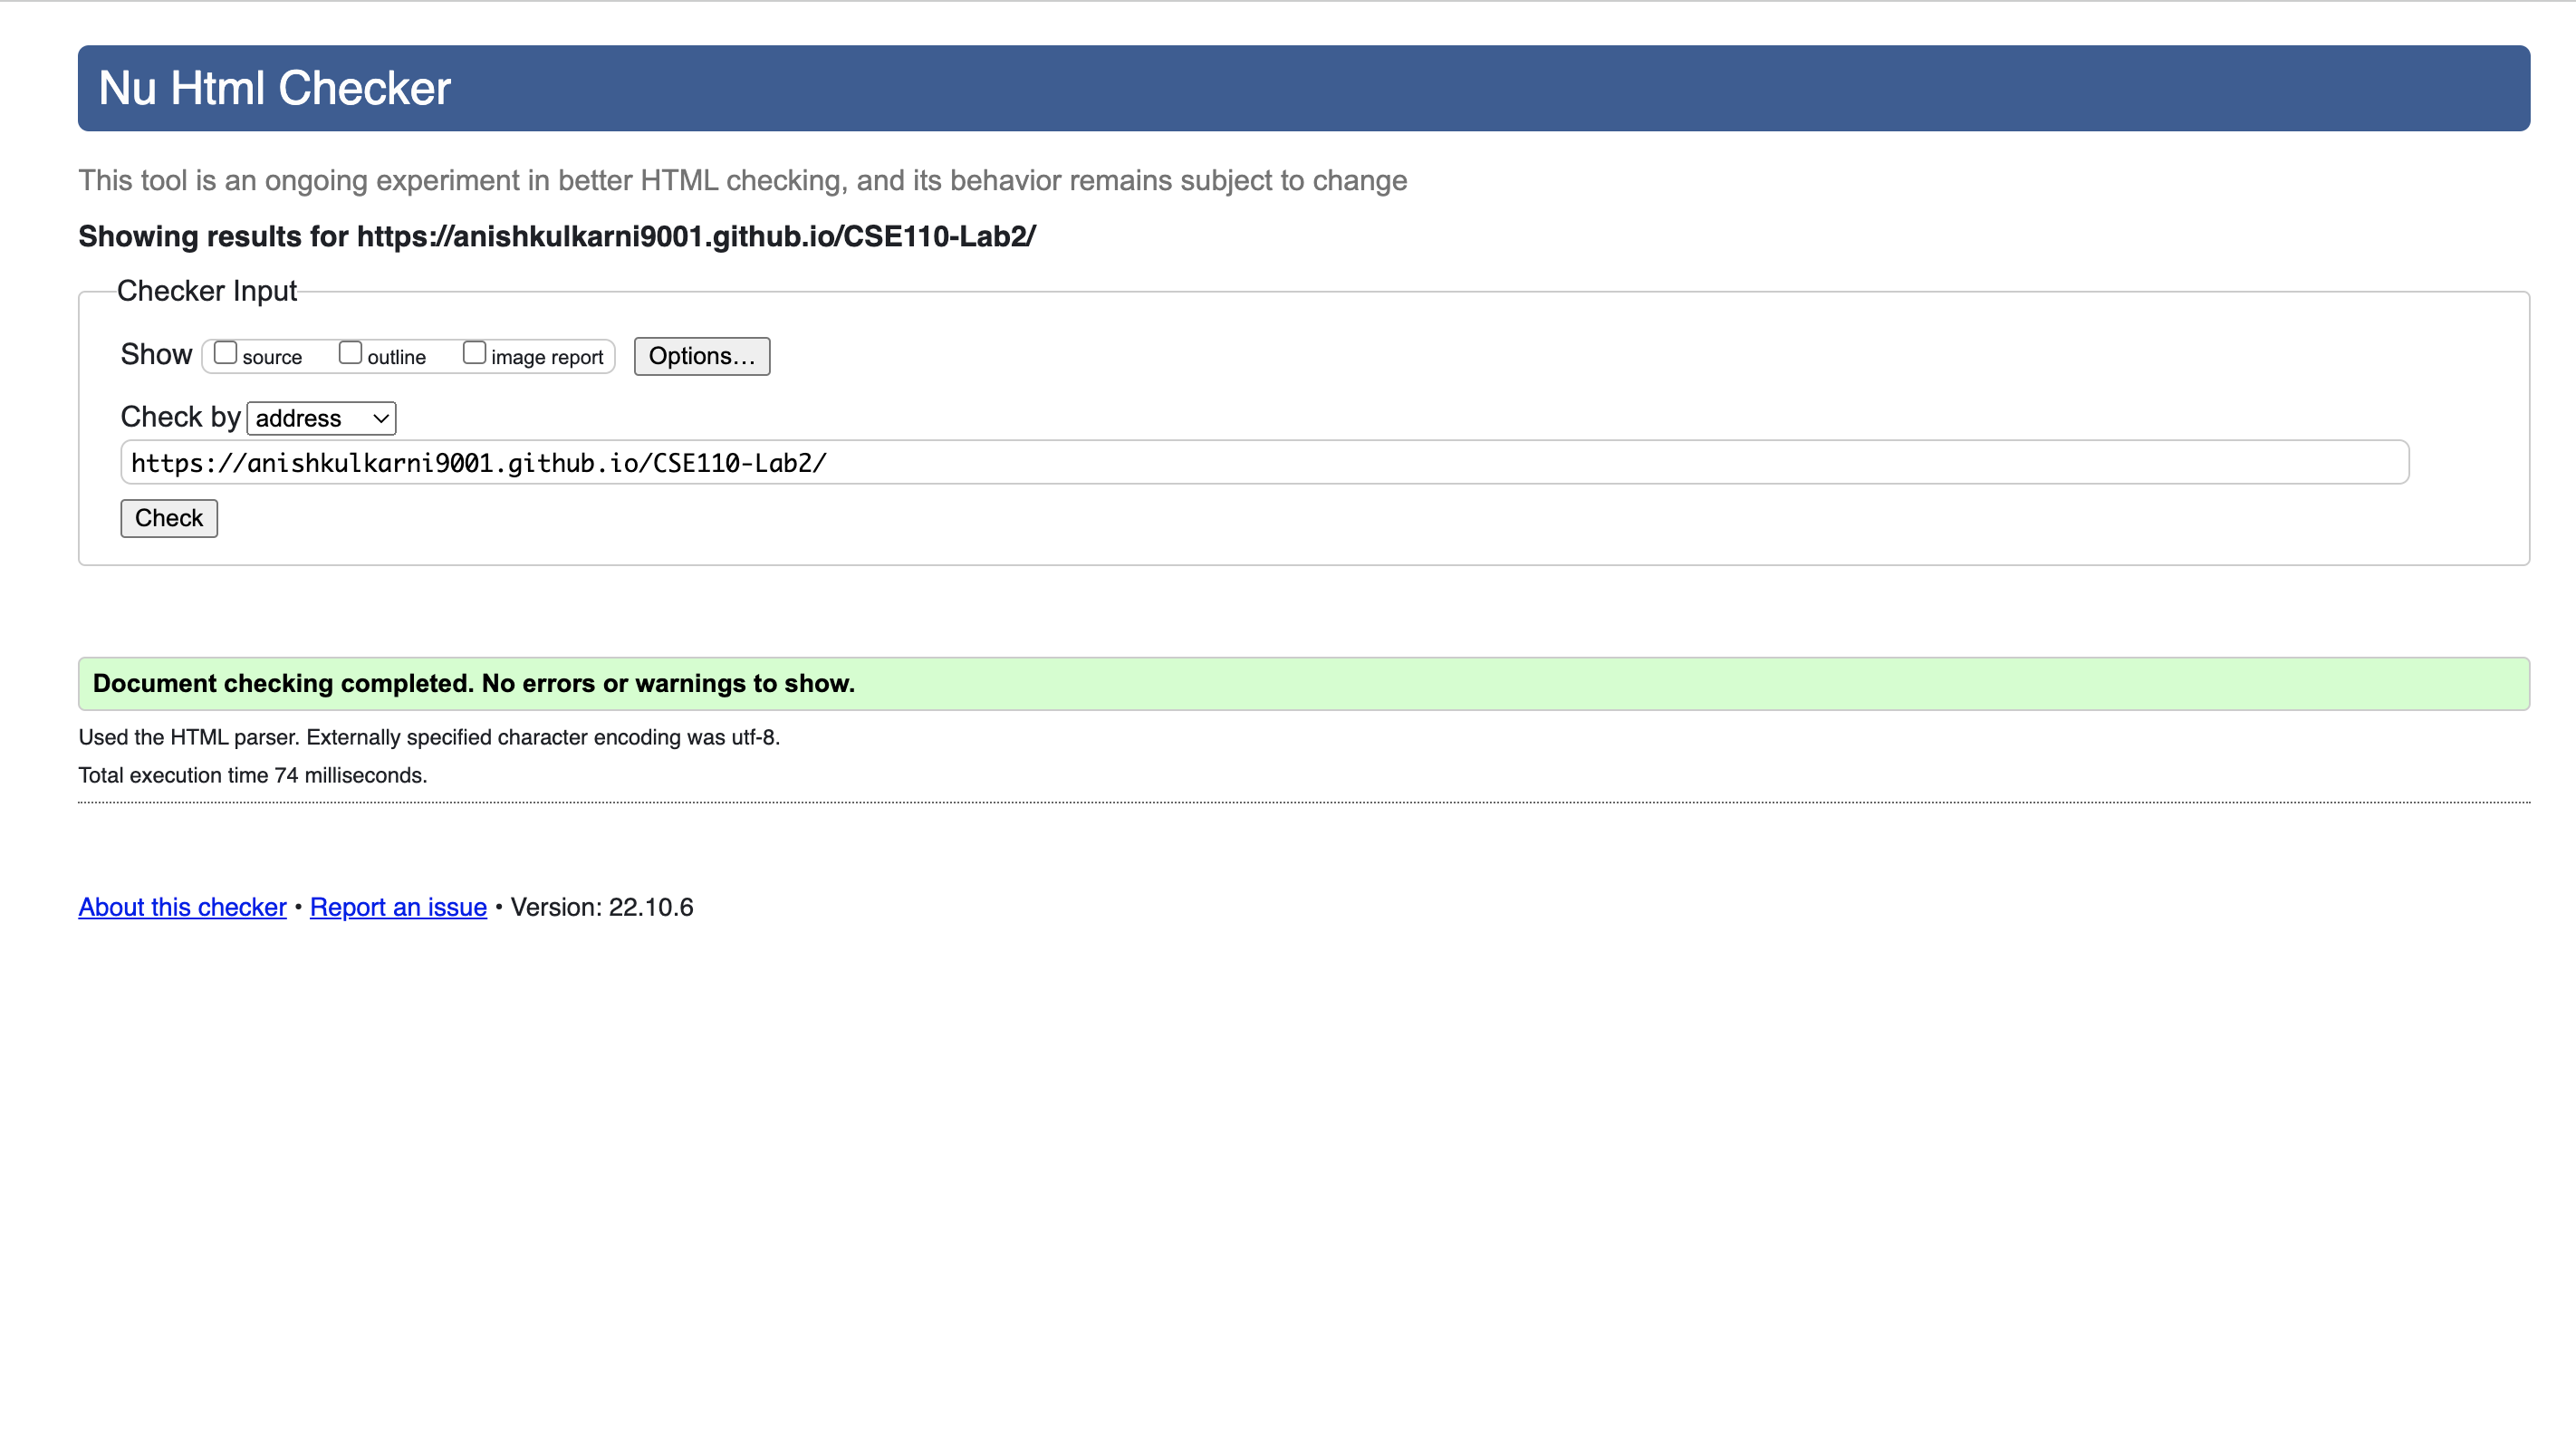 Nu Html Checker
This tool is an ongoing experiment in better HTML checking, and its behavior remains subject to change
Showing results for https://anishkulkarni9001.github.io/CSE110-Lab2/
Checker Input
Show source outline image report Options…
Check by address
https://anishkulkarni9001.github.io/CSE110-Lab2/
Check
Document checking completed. No errors or warnings to show.
Used the HTML parser. Externally specified character encoding was utf-8.
Total execution time 74 milliseconds.
About this checker • Report an issue • Version: 22.10.6